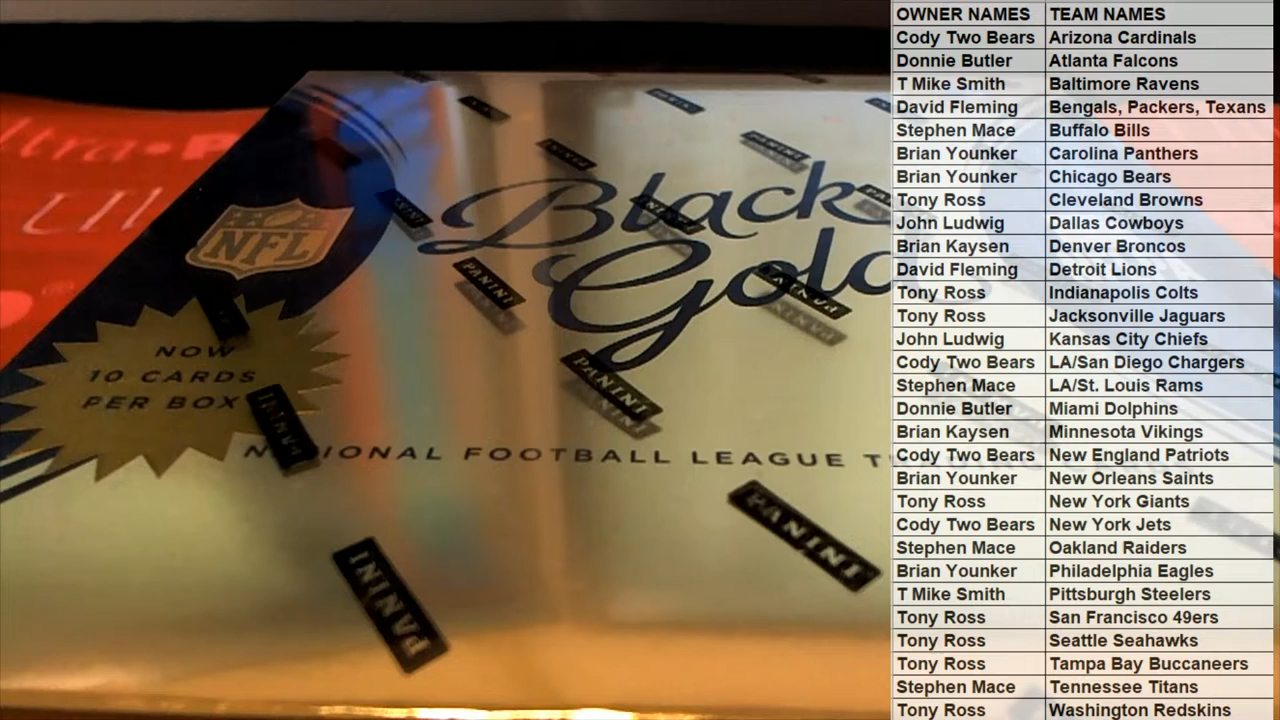 OWNER NAMES TEAM NAMES
Cody Two Bears Arizona Cardinals
Donnie Butler Atlanta Falcons
T Mike Smith Baltimore Ravens
David Fleming Bengals, Packers, Texans
Stephen Mace Buffalo Bills
Brian Younker Carolina Panthers
Brian Younker Chicago Bears
Tony Ross Cleveland Browns
John Ludwig Dallas Cowboys
Brian Kaysen Denver Broncos
David Fleming Detroit Lions
Tony Ross Indianapolis Colts
Tony Ross Jacksonville Jaguars
John Ludwig Kansas City Chiefs
Cody Two Bears LA/San Diego Chargers
Stephen Mace LA/St. Louis Rams
Donnie Butler Miami Dolphins
Brian Kaysen Minnesota Vikings
Cody Two Bears New England Patriots
Brian Younker New Orleans Saints
Tony Ross New York Giants
Cody Two Bears New York Jets
Stephen Mace Oakland Raiders
Brian Younker Philadelphia Eagles
T Mike Smith Pittsburgh Steelers
Tony Ross San Francisco 49ers
Tony Ross Seattle Seahawks
Tony Ross Tampa Bay Buccaneers
Stephen Mace Tennessee Titans
Tony Ross Washington Redskins
Black
Gold
NFL
NOW
10 CARDS
PER BOX
FOOTBALL LEAGUE
PANINI
PANINI
PANINI
PANINI
PANINI
PANINI